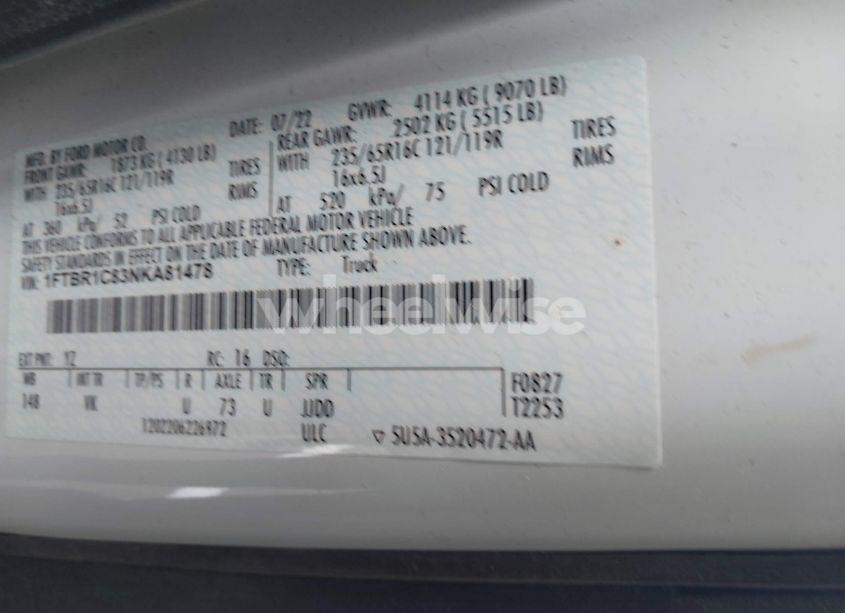 MFD. BY FORD MOTOR CO. DATE: 07/22 GVWR: 4114 KG ( 9070 LB)
FRONT GAWR: 1873 KG ( 4130 LB) REAR GAWR: 2502 KG ( 5515 LB)
WITH 235/65R16C 121/119R TIRES WITH 235/65R16C 121/119R TIRES
16x6.5J RIMS 16x6.5J RIMS
AT 360 kPa/ 52 PSI COLD AT 520 kPa/ 75 PSI COLD
THIS VEHICLE CONFORMS TO ALL APPLICABLE FEDERAL MOTOR VEHICLE
SAFETY STANDARDS IN EFFECT ON THE DATE OF MANUFACTURE SHOWN ABOVE.
VIN: 1FTBR1C83NKA81478 TYPE: Truck
wheelwise
EXT PNT: YZ RC: 16 DSO:
WB INT TR TP/PS R AXLE TR SPR F0827
148 VK U 73 U JJDD T2253
1202206226972 ULC ▽ 5U5A-3520472-AA